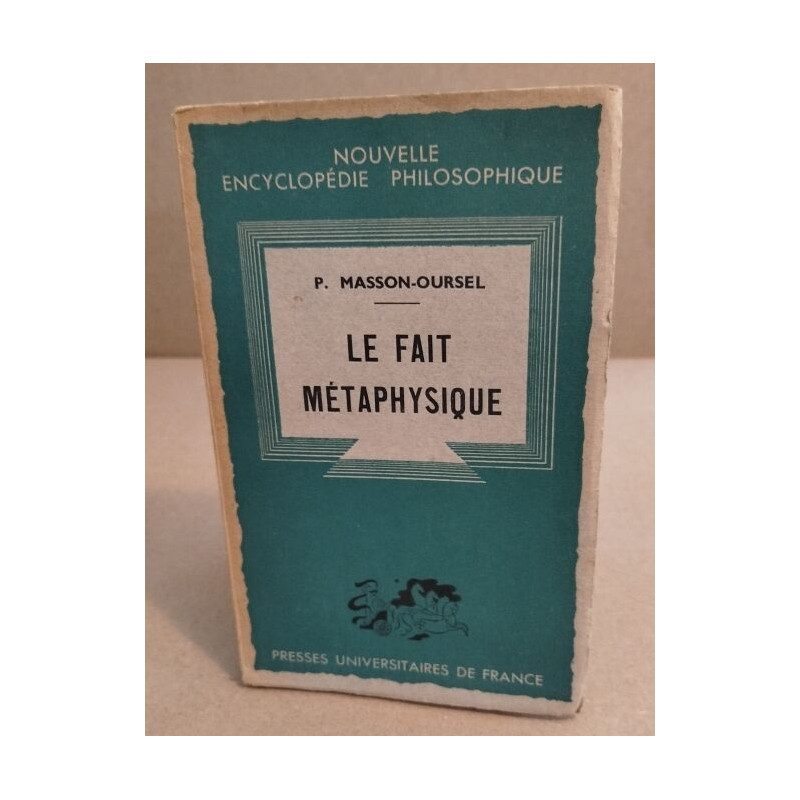 NOUVELLE
ENCYCLOPÉDIE PHILOSOPHIQUE
P. MASSON-OURSEL
LE FAIT
MÉTAPHYSIQUE
PRESSES UNIVERSITAIRES DE FRANCE